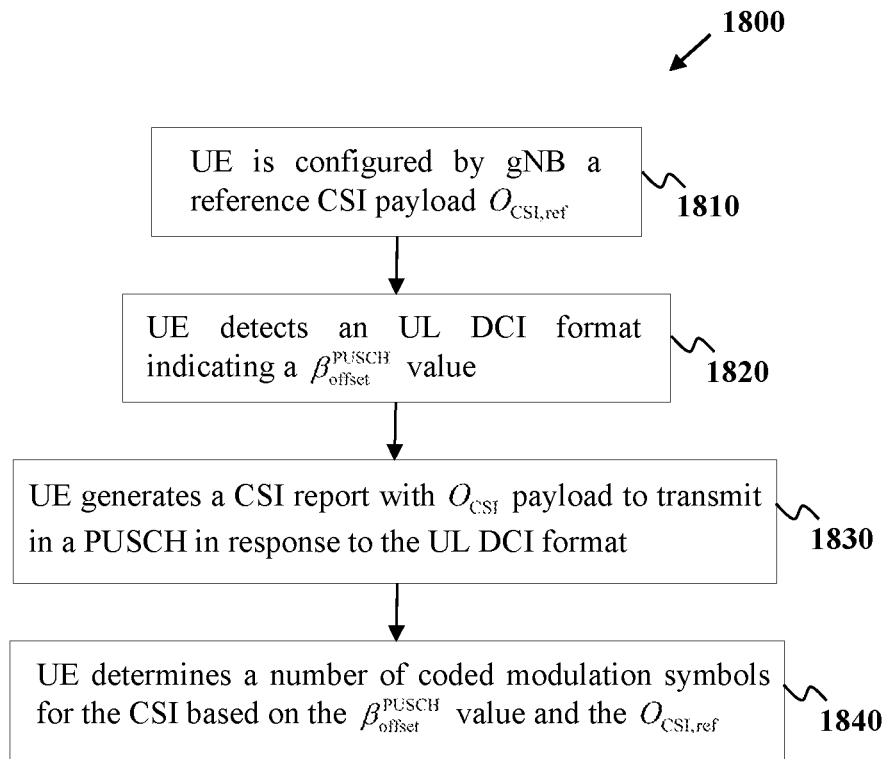 1800
UE is configured by gNB a
reference CSI payload O_CSI,ref
1810
UE detects an UL DCI format
indicating a β_offset^PUSCH value
1820
UE generates a CSI report with O_CSI payload to transmit
in a PUSCH in response to the UL DCI format
1830
UE determines a number of coded modulation symbols
for the CSI based on the β_offset^PUSCH value and the O_CSI,ref
1840